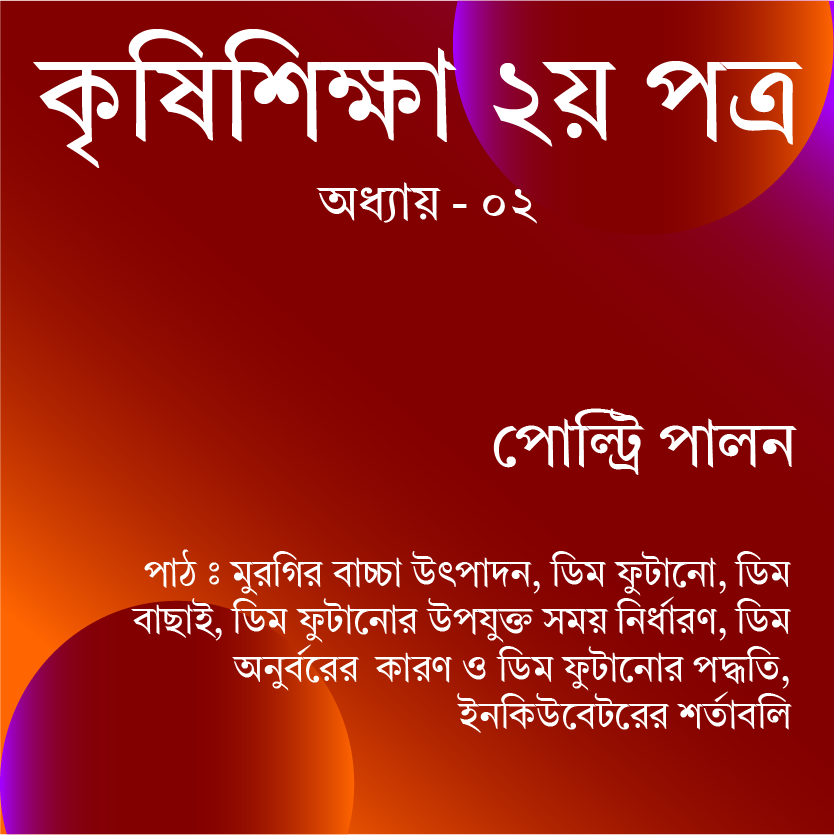 কৃষিশিক্ষা ২য় পত্র
অধ্যায় - ০২
পোল্ট্রি পালন
পাঠ ঃ মুরগির বাচ্চা উৎপাদন, ডিম ফুটানো, ডিম
বাছাই, ডিম ফুটানোর উপযুক্ত সময় নির্ধারণ, ডিম
অনুর্বরের কারণ ও ডিম ফুটানোর পদ্ধতি,
ইনকিউবেটরের শর্তাবলি